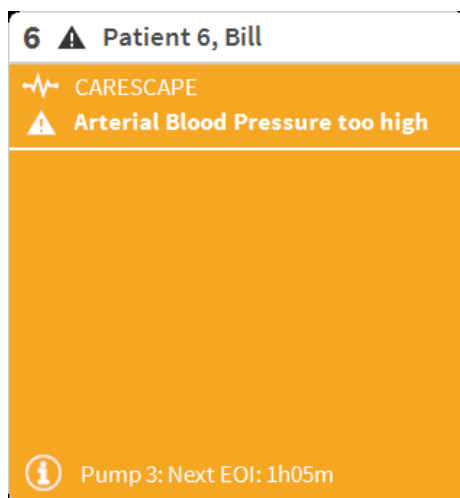 6 Patient 6, Bill
CARESCAPE
Arterial Blood Pressure too high
Pump 3: Next EOI: 1h05m